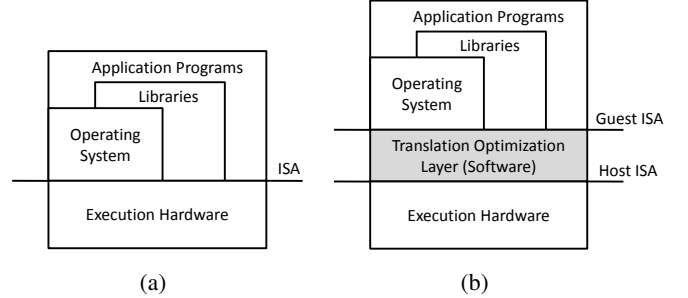 Application Programs
Libraries
Operating
System
ISA
Execution Hardware
(a)
Application Programs
Libraries
Operating
System
Guest ISA
Translation Optimization
Layer (Software)
Host ISA
Execution Hardware
(b)